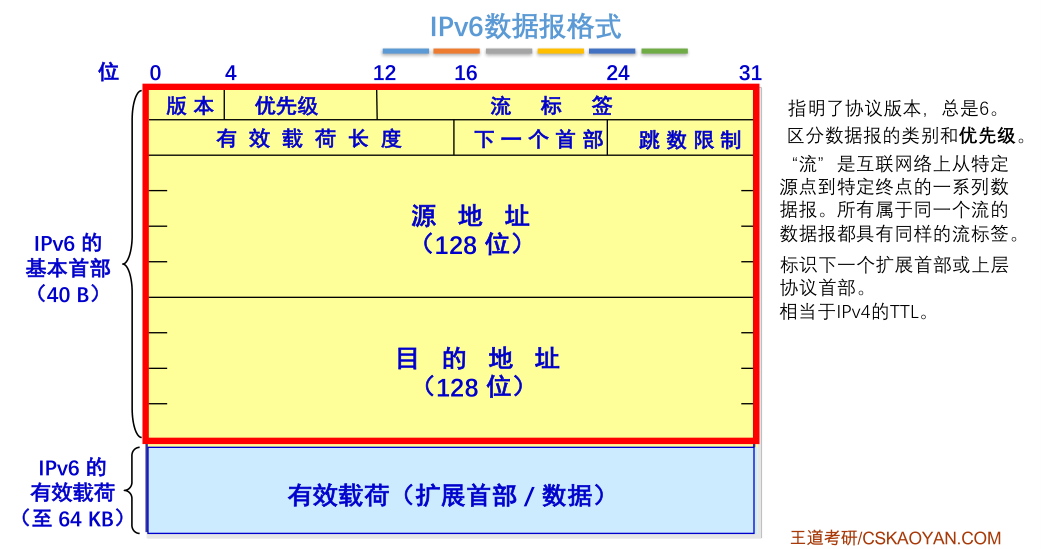 IPv6数据报格式
位 0 4 12 16 24 31
版本 优先级 流标签
有效载荷长度 下一个首部 跳数限制
源地址
（128 位）
目的地址
（128 位）
IPv6 的
基本首部
（40 B）
IPv6 的
有效载荷
（至 64 KB）
有效载荷（扩展首部 / 数据）
指明了协议版本，总是6。
区分数据报的类别和优先级。
“流”是互联网络上从特定
源点到特定终点的一系列数
据报。所有属于同一个流的
数据报都具有同样的流标签。
标识下一个扩展首部或上层
协议首部。
相当于IPv4的TTL。
王道考研/CSKAOYAN.COM